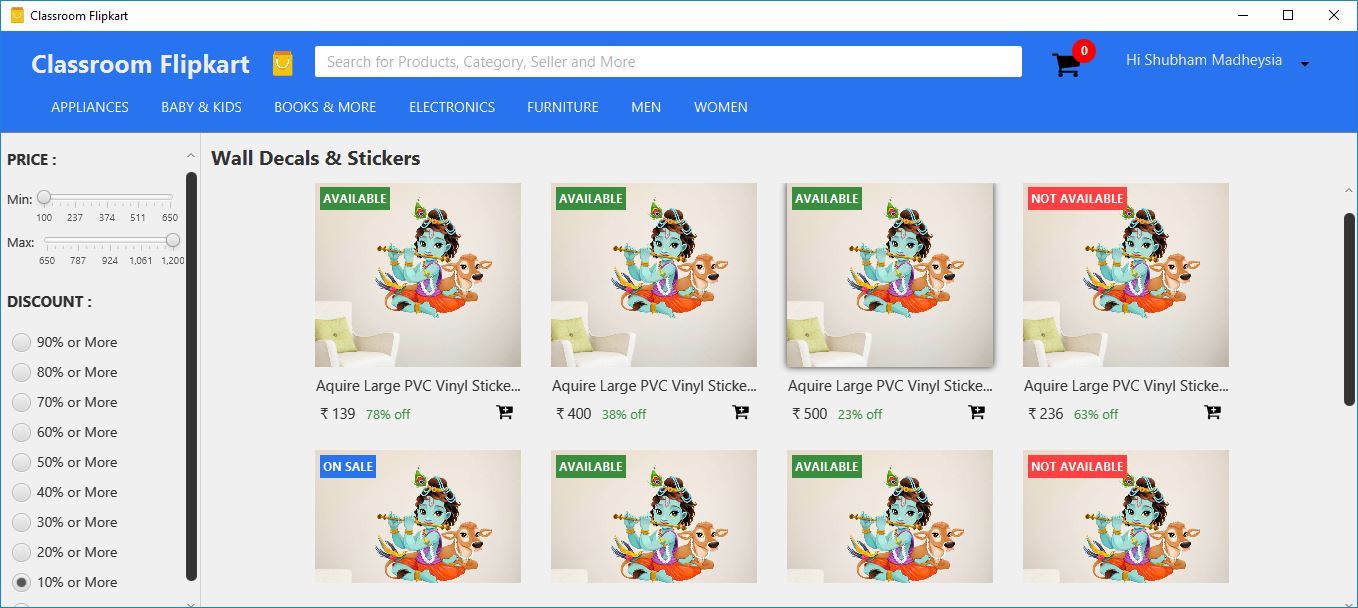 Classroom Flipkart
Classroom Flipkart
Search for Products, Category, Seller and More
0
Hi Shubham Madheysia
APPLIANCES BABY & KIDS BOOKS & MORE ELECTRONICS FURNITURE MEN WOMEN
PRICE :
Min:
100 237 374 511 650
Max:
650 787 924 1,061 1,200
DISCOUNT :
90% or More
80% or More
70% or More
60% or More
50% or More
40% or More
30% or More
20% or More
10% or More
Wall Decals & Stickers
AVAILABLE AVAILABLE AVAILABLE NOT AVAILABLE
Aquire Large PVC Vinyl Sticke... Aquire Large PVC Vinyl Sticke... Aquire Large PVC Vinyl Sticke... Aquire Large PVC Vinyl Sticke...
₹ 139 78% off ₹ 400 38% off ₹ 500 23% off ₹ 236 63% off
ON SALE AVAILABLE AVAILABLE NOT AVAILABLE